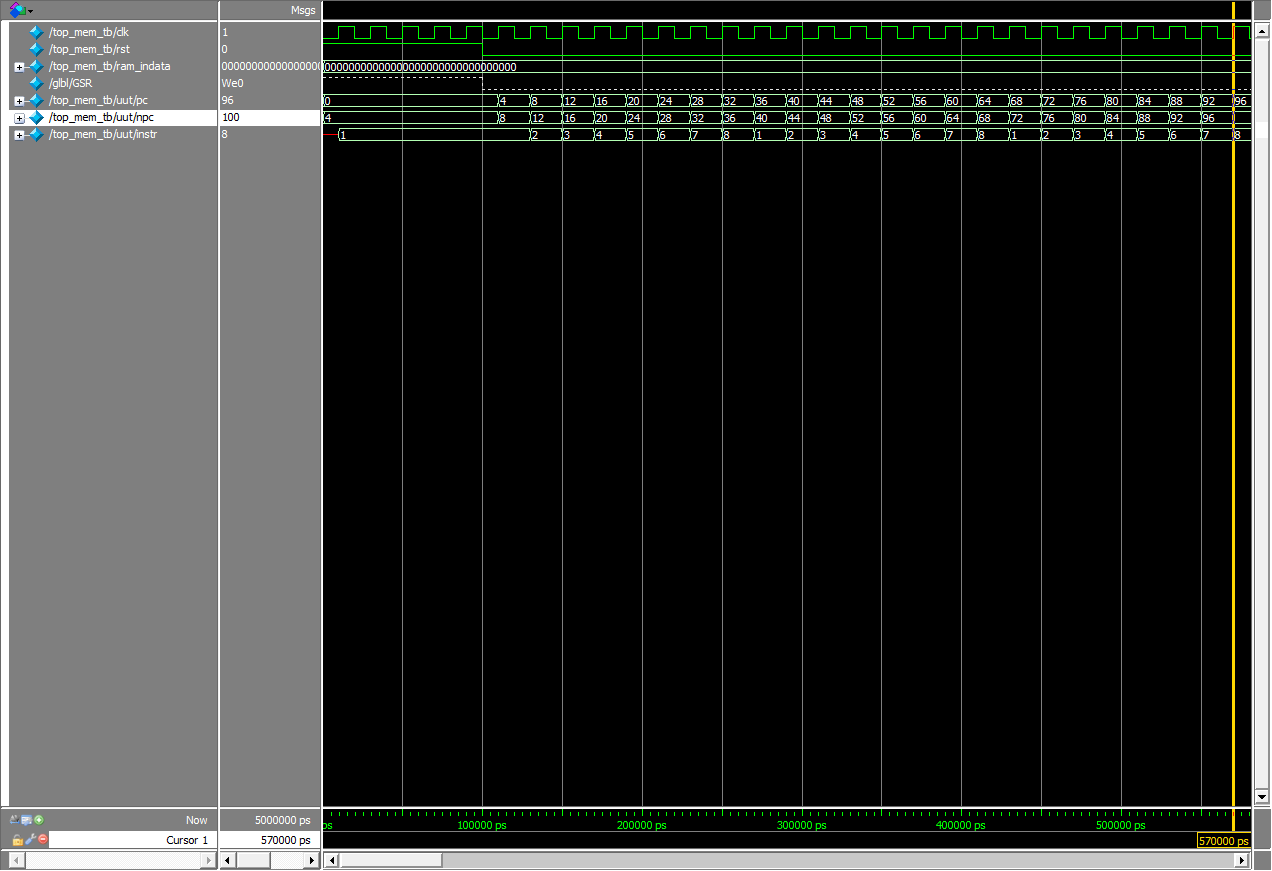 Msgs
/top_mem_tb/clk 1
/top_mem_tb/rst 0
/top_mem_tb/ram_indata 00000000000000000 00000000000000000000000000000000
/glbl/GSR We0
/top_mem_tb/uut/pc 96 0 4 8 12 16 20 24 28 32 36 40 44 48 52 56 60 64 68 72 76 80 84 88 92 96
/top_mem_tb/uut/npc 100 4 8 12 16 20 24 28 32 36 40 44 48 52 56 60 64 68 72 76 80 84 88 92 96
/top_mem_tb/uut/instr 8 1 2 3 4 5 6 7 8 1 2 3 4 5 6 7 8 1 2 3 4 5 6 7 8
Now 5000000 ps ps 100000 ps 200000 ps 300000 ps 400000 ps 500000 ps
Cursor 1 570000 ps 570000 ps